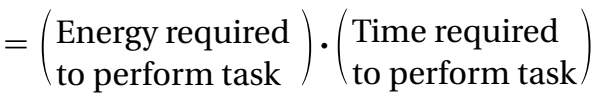 = (Energy required to perform task) · (Time required to perform task)